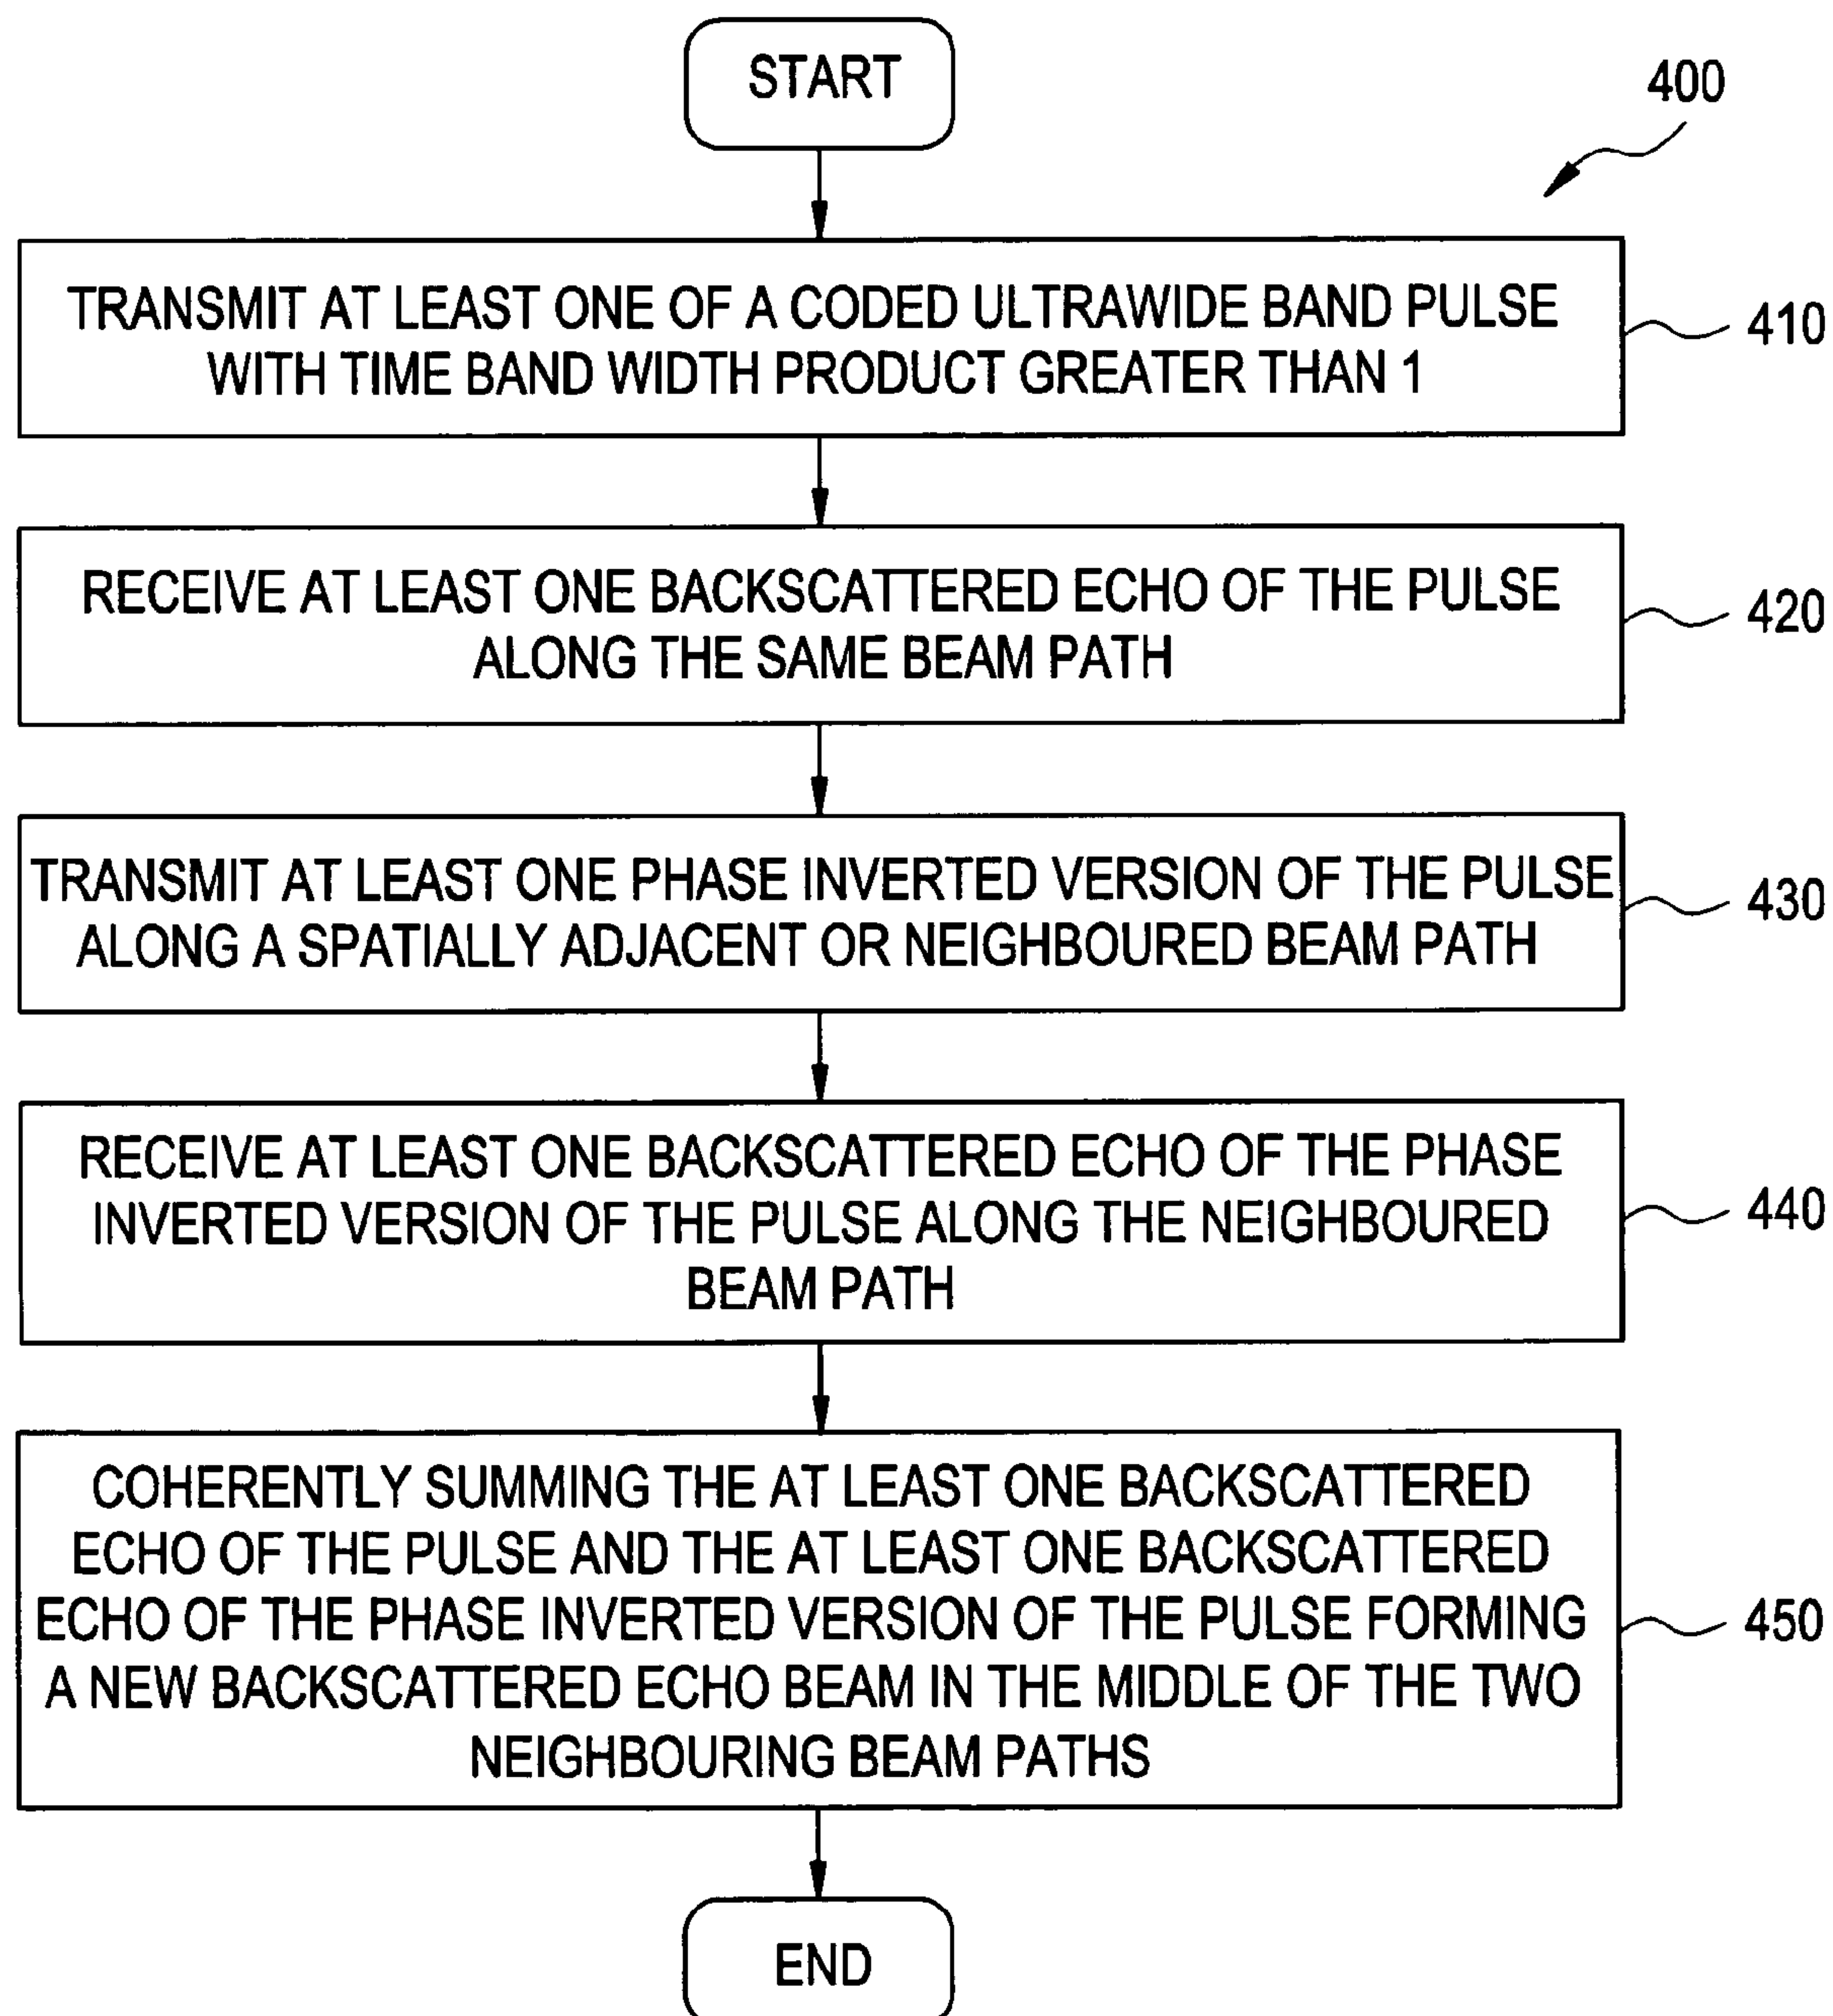 START
400
TRANSMIT AT LEAST ONE OF A CODED ULTRAWIDE BAND PULSE
WITH TIME BAND WIDTH PRODUCT GREATER THAN 1
410
RECEIVE AT LEAST ONE BACKSCATTERED ECHO OF THE PULSE
ALONG THE SAME BEAM PATH
420
TRANSMIT AT LEAST ONE PHASE INVERTED VERSION OF THE PULSE
ALONG A SPATIALLY ADJACENT OR NEIGHBOURED BEAM PATH
430
RECEIVE AT LEAST ONE BACKSCATTERED ECHO OF THE PHASE
INVERTED VERSION OF THE PULSE ALONG THE NEIGHBOURED
BEAM PATH
440
COHERENTLY SUMMING THE AT LEAST ONE BACKSCATTERED
ECHO OF THE PULSE AND THE AT LEAST ONE BACKSCATTERED
ECHO OF THE PHASE INVERTED VERSION OF THE PULSE FORMING
A NEW BACKSCATTERED ECHO BEAM IN THE MIDDLE OF THE TWO
NEIGHBOURING BEAM PATHS
450
END